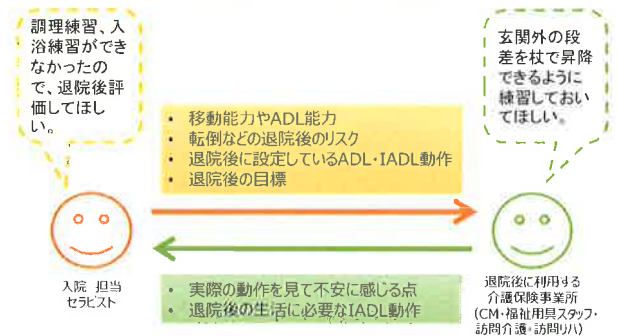 調理練習、入
浴練習ができ
なかったの
で、退院後評
価してほし
い。
玄関外の段
差を杖で昇降
できるように
練習しておい
てほしい。
• 移動能力やADL能力
• 転倒などの退院後のリスク
• 退院後に設定しているADL・IADL動作
• 退院後の目標
入院 担当
セラピスト
• 実際の動作を見て不安に感じる点
• 退院後の生活に必要なIADL動作
退院後に利用する
介護保険事業所
(CM・福祉用具スタッフ・
訪問介護・訪問リハ)